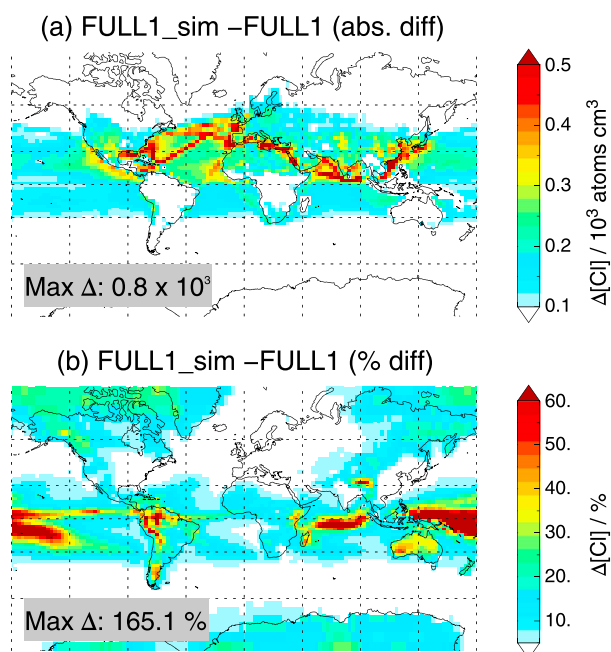 (a) FULL1_sim –FULL1 (abs. diff)
Max Δ: 0.8 x 10³
0.5
0.4
0.3
0.2
0.1
Δ[Cl] / 10³ atoms cm³
(b) FULL1_sim –FULL1 (% diff)
Max Δ: 165.1 %
60.
50.
40.
30.
20.
10.
Δ[Cl] / %